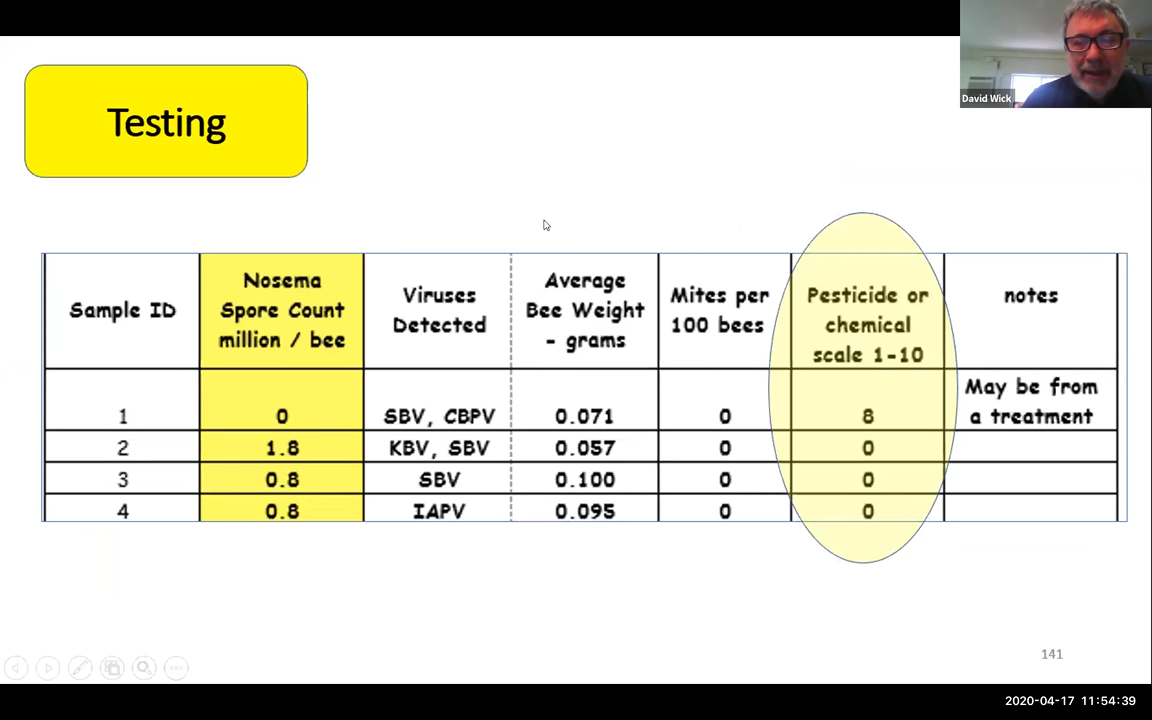 David Wick
Testing
Sample ID
Nosema
Spore Count
million / bee
Viruses
Detected
Average
Bee Weight
- grams
Mites per
100 bees
Pesticide or
chemical
scale 1-10
notes
1 0 SBV, CBPV 0.071 0 8 May be from
a treatment
2 1.8 KBV, SBV 0.057 0 0
3 0.8 SBV 0.100 0 0
4 0.8 IAPV 0.095 0 0
141
2020-04-17 11:54:39